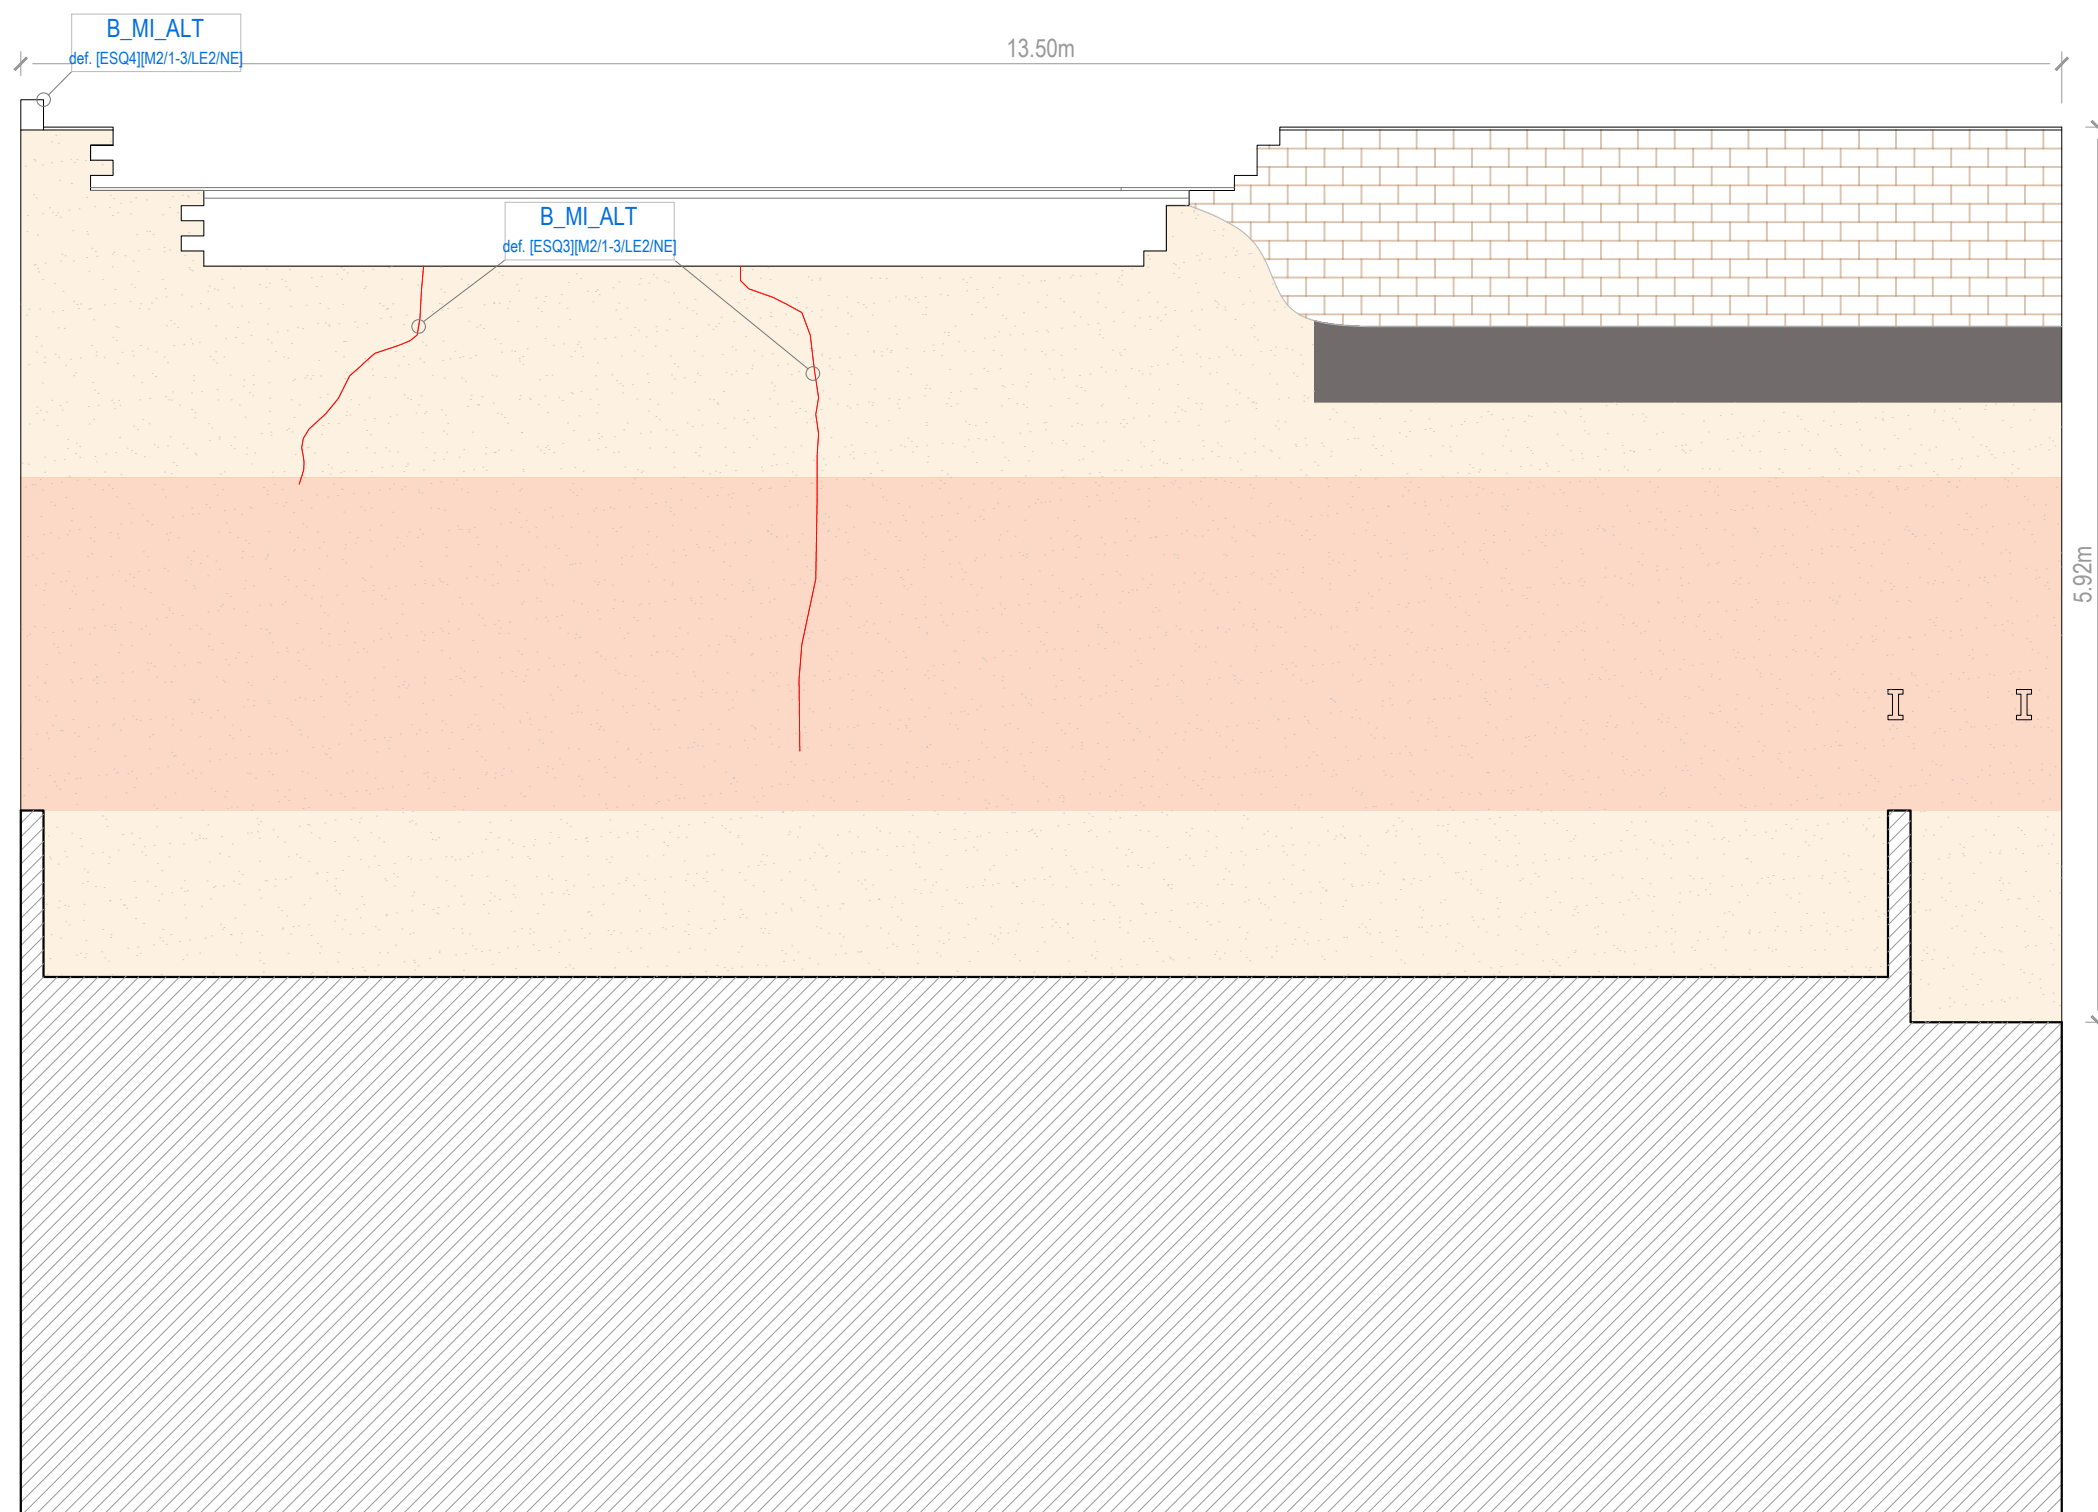 B_MI_ALT
def. [ESQ4][M2/1-3/LE2/NE]
13.50m
B_MI_ALT
def. [ESQ3][M2/1-3/LE2/NE]
5.92m